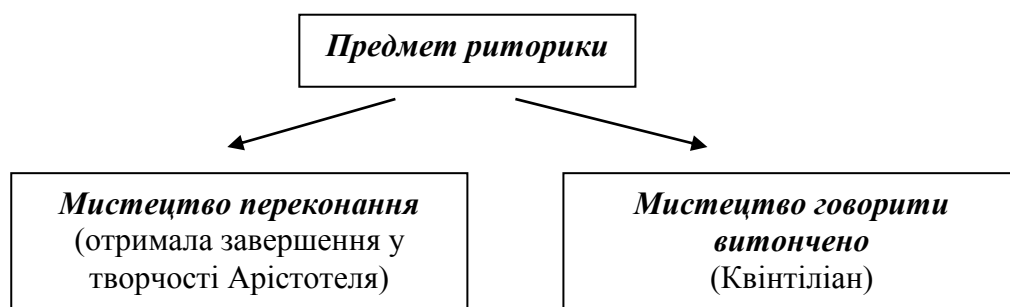 Предмет риторики
Мистецтво переконання
(отримала завершення у
творчості Арістотеля)
Мистецтво говорити
витончено
(Квінтіліан)